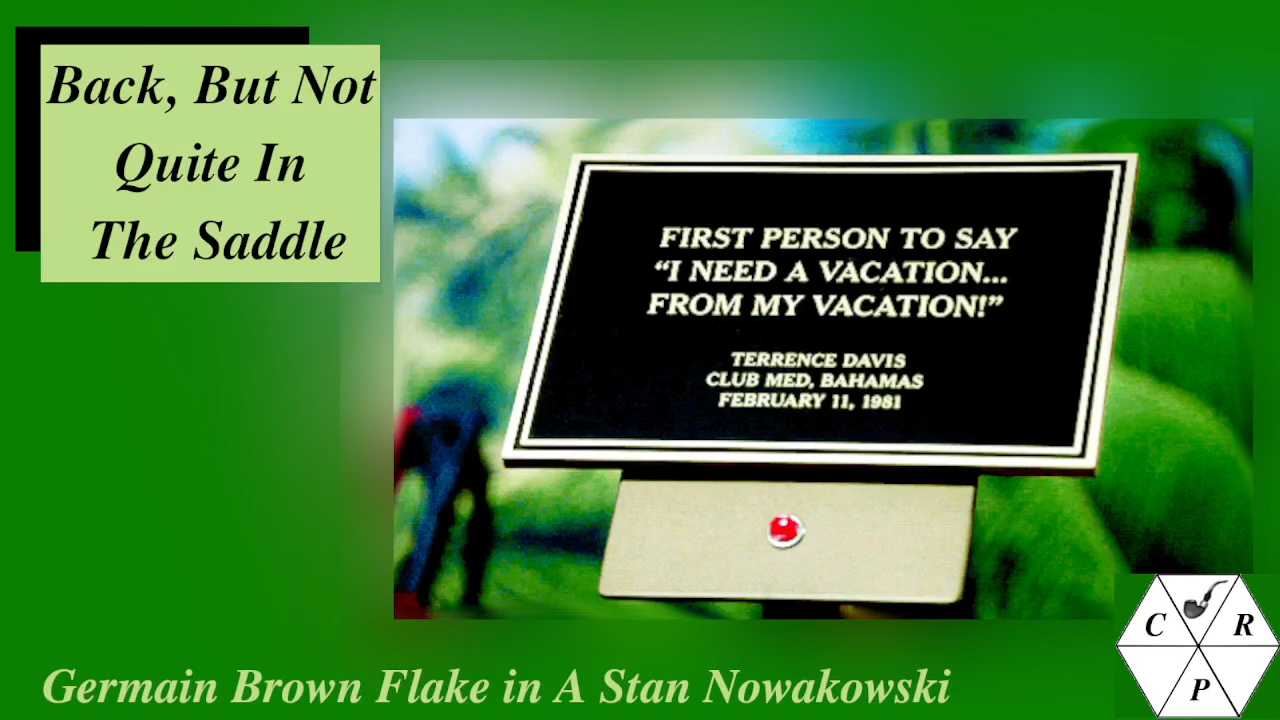 Back, But Not
Quite In
The Saddle
FIRST PERSON TO SAY
“I NEED A VACATION...
FROM MY VACATION!”
TERRENCE DAVIS
CLUB MED, BAHAMAS
FEBRUARY 11, 1981
Germain Brown Flake in A Stan Nowakowski
C R
P